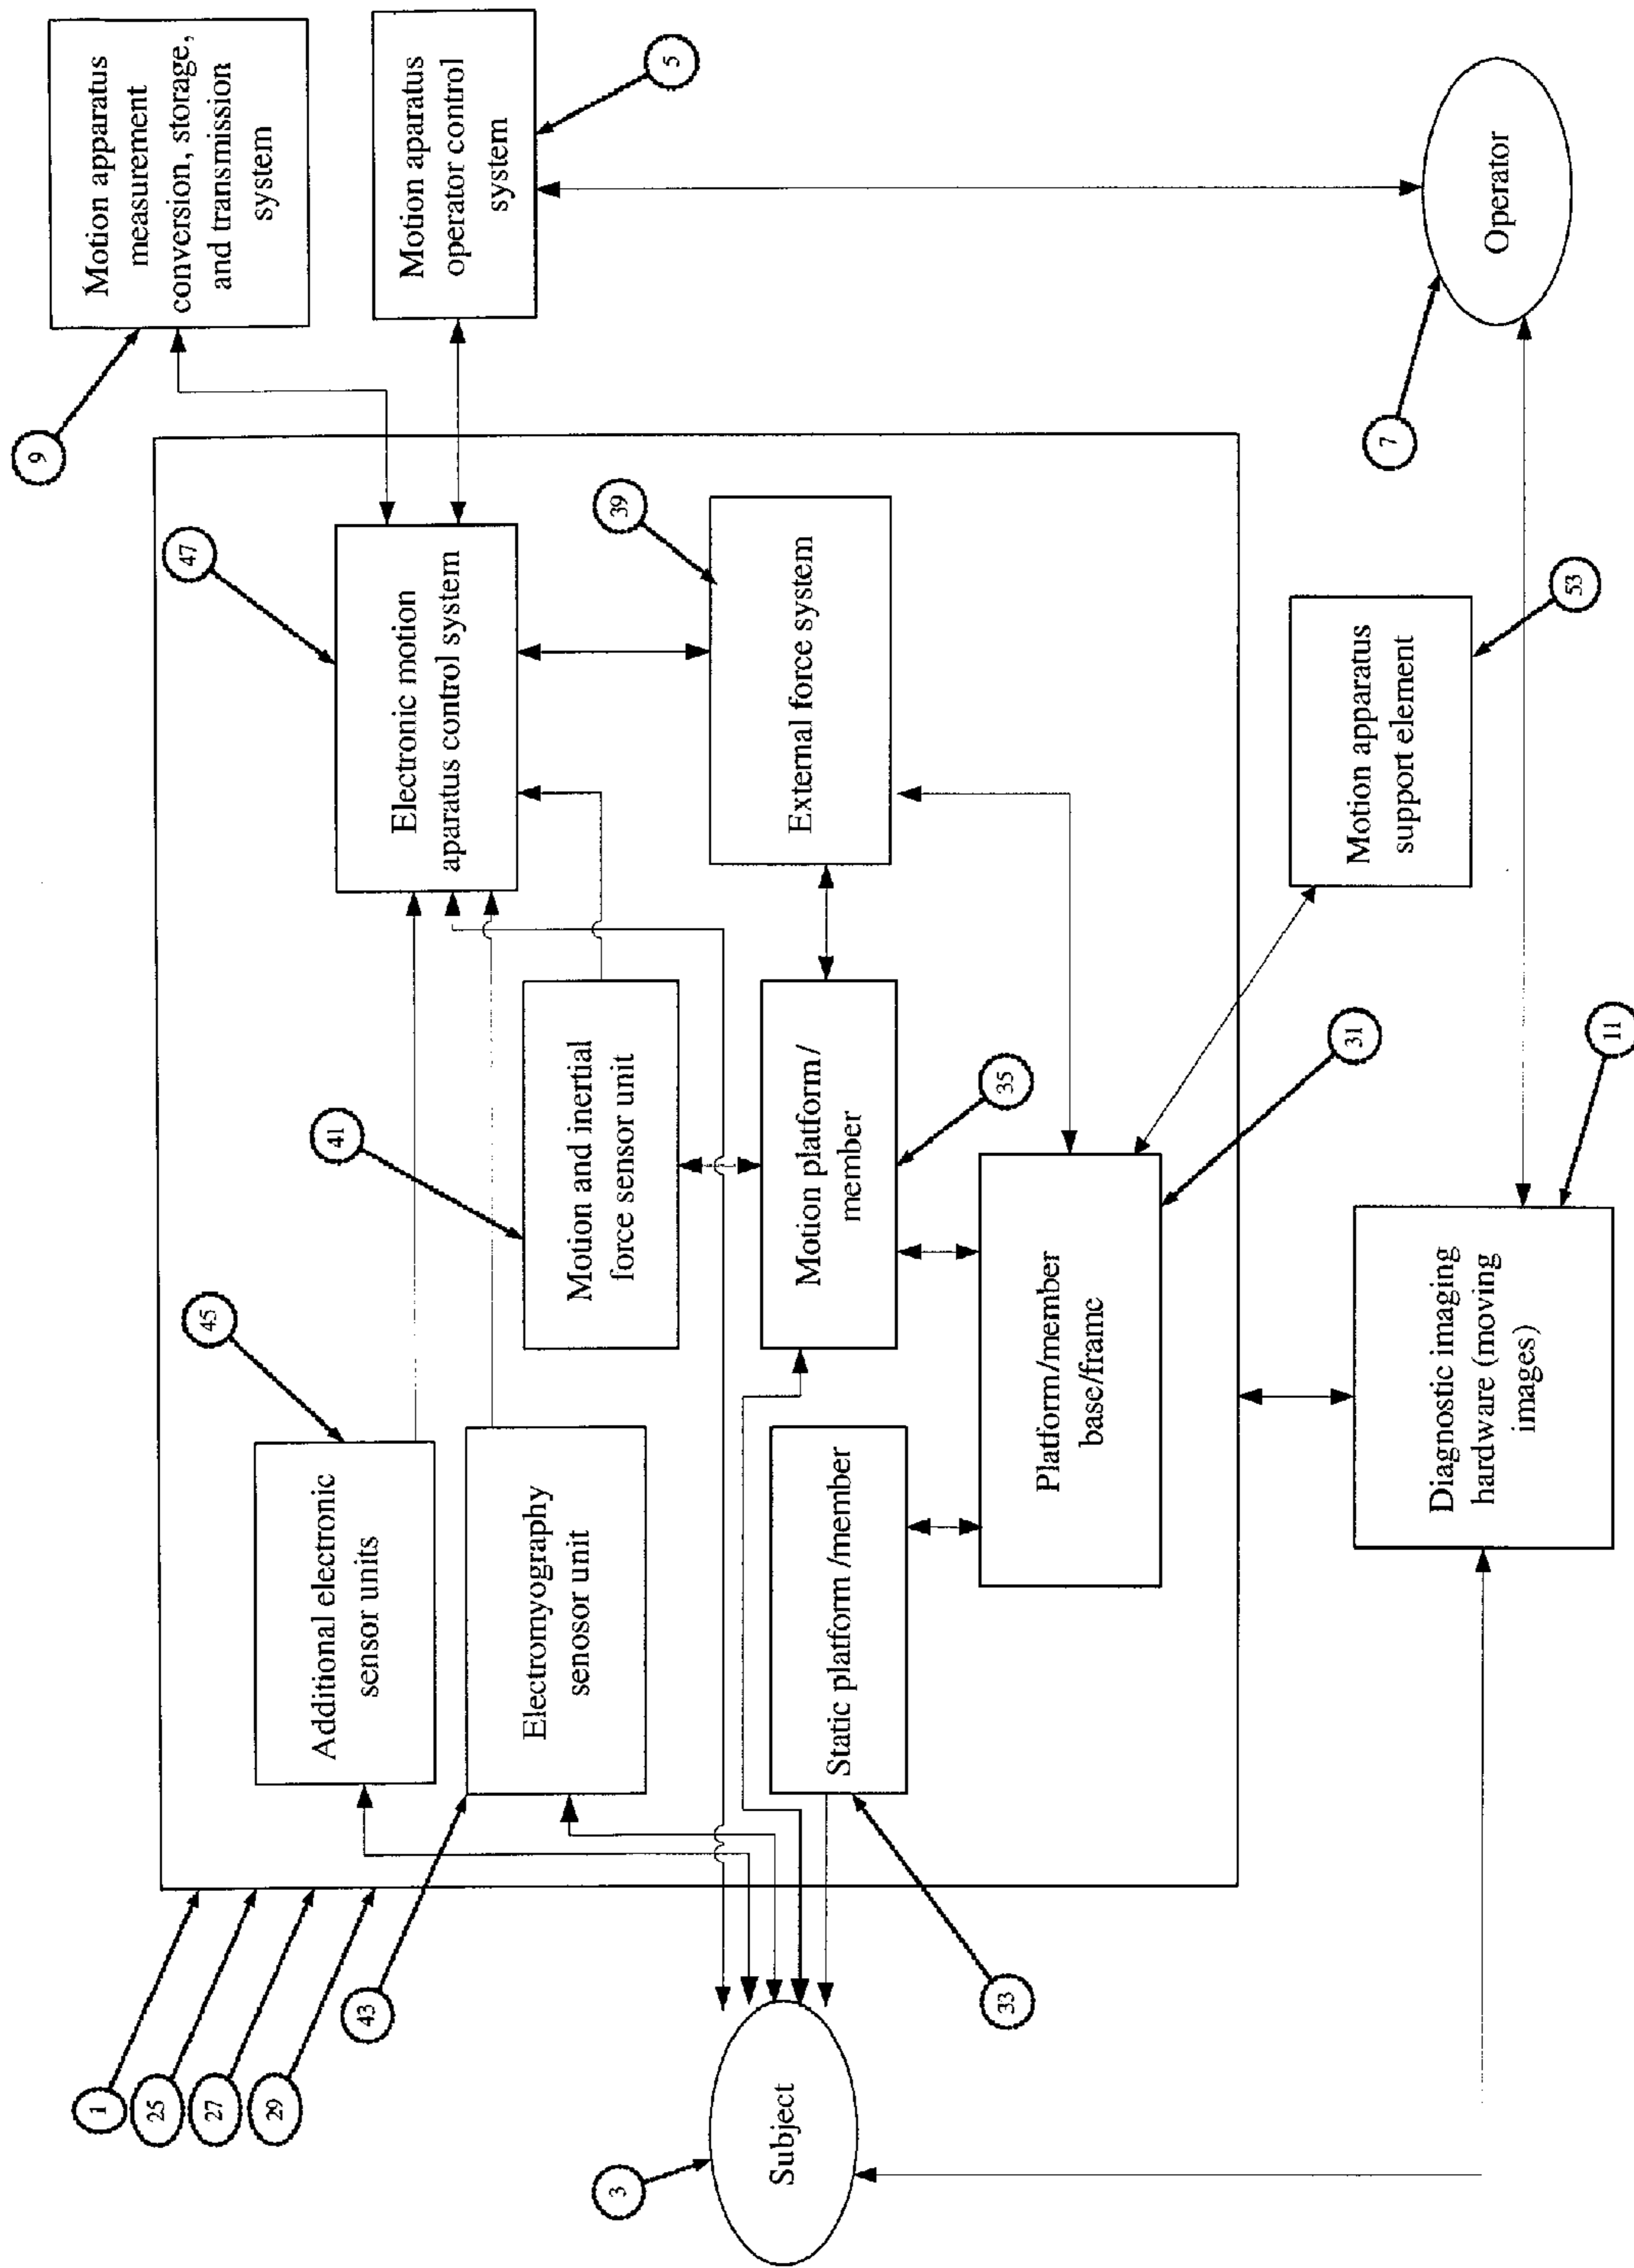 9
Motion apparatus
measurement
conversion, storage,
and transmission
system
1
25
27
29
3
Subject
43
45
Additional electronic
sensor units
Electromyography
senosor unit
41
Motion and inertial
force sensor unit
47
Electronic motion
aparatus control system
Motion aparatus
operator control
system
5
39
External force system
Static platform /member
33
Motion platform/
member
35
Platform/member
base/frame
31
Motion apparatus
support element
53
Diagnostic imaging
hardware (moving
images)
11
7
Operator